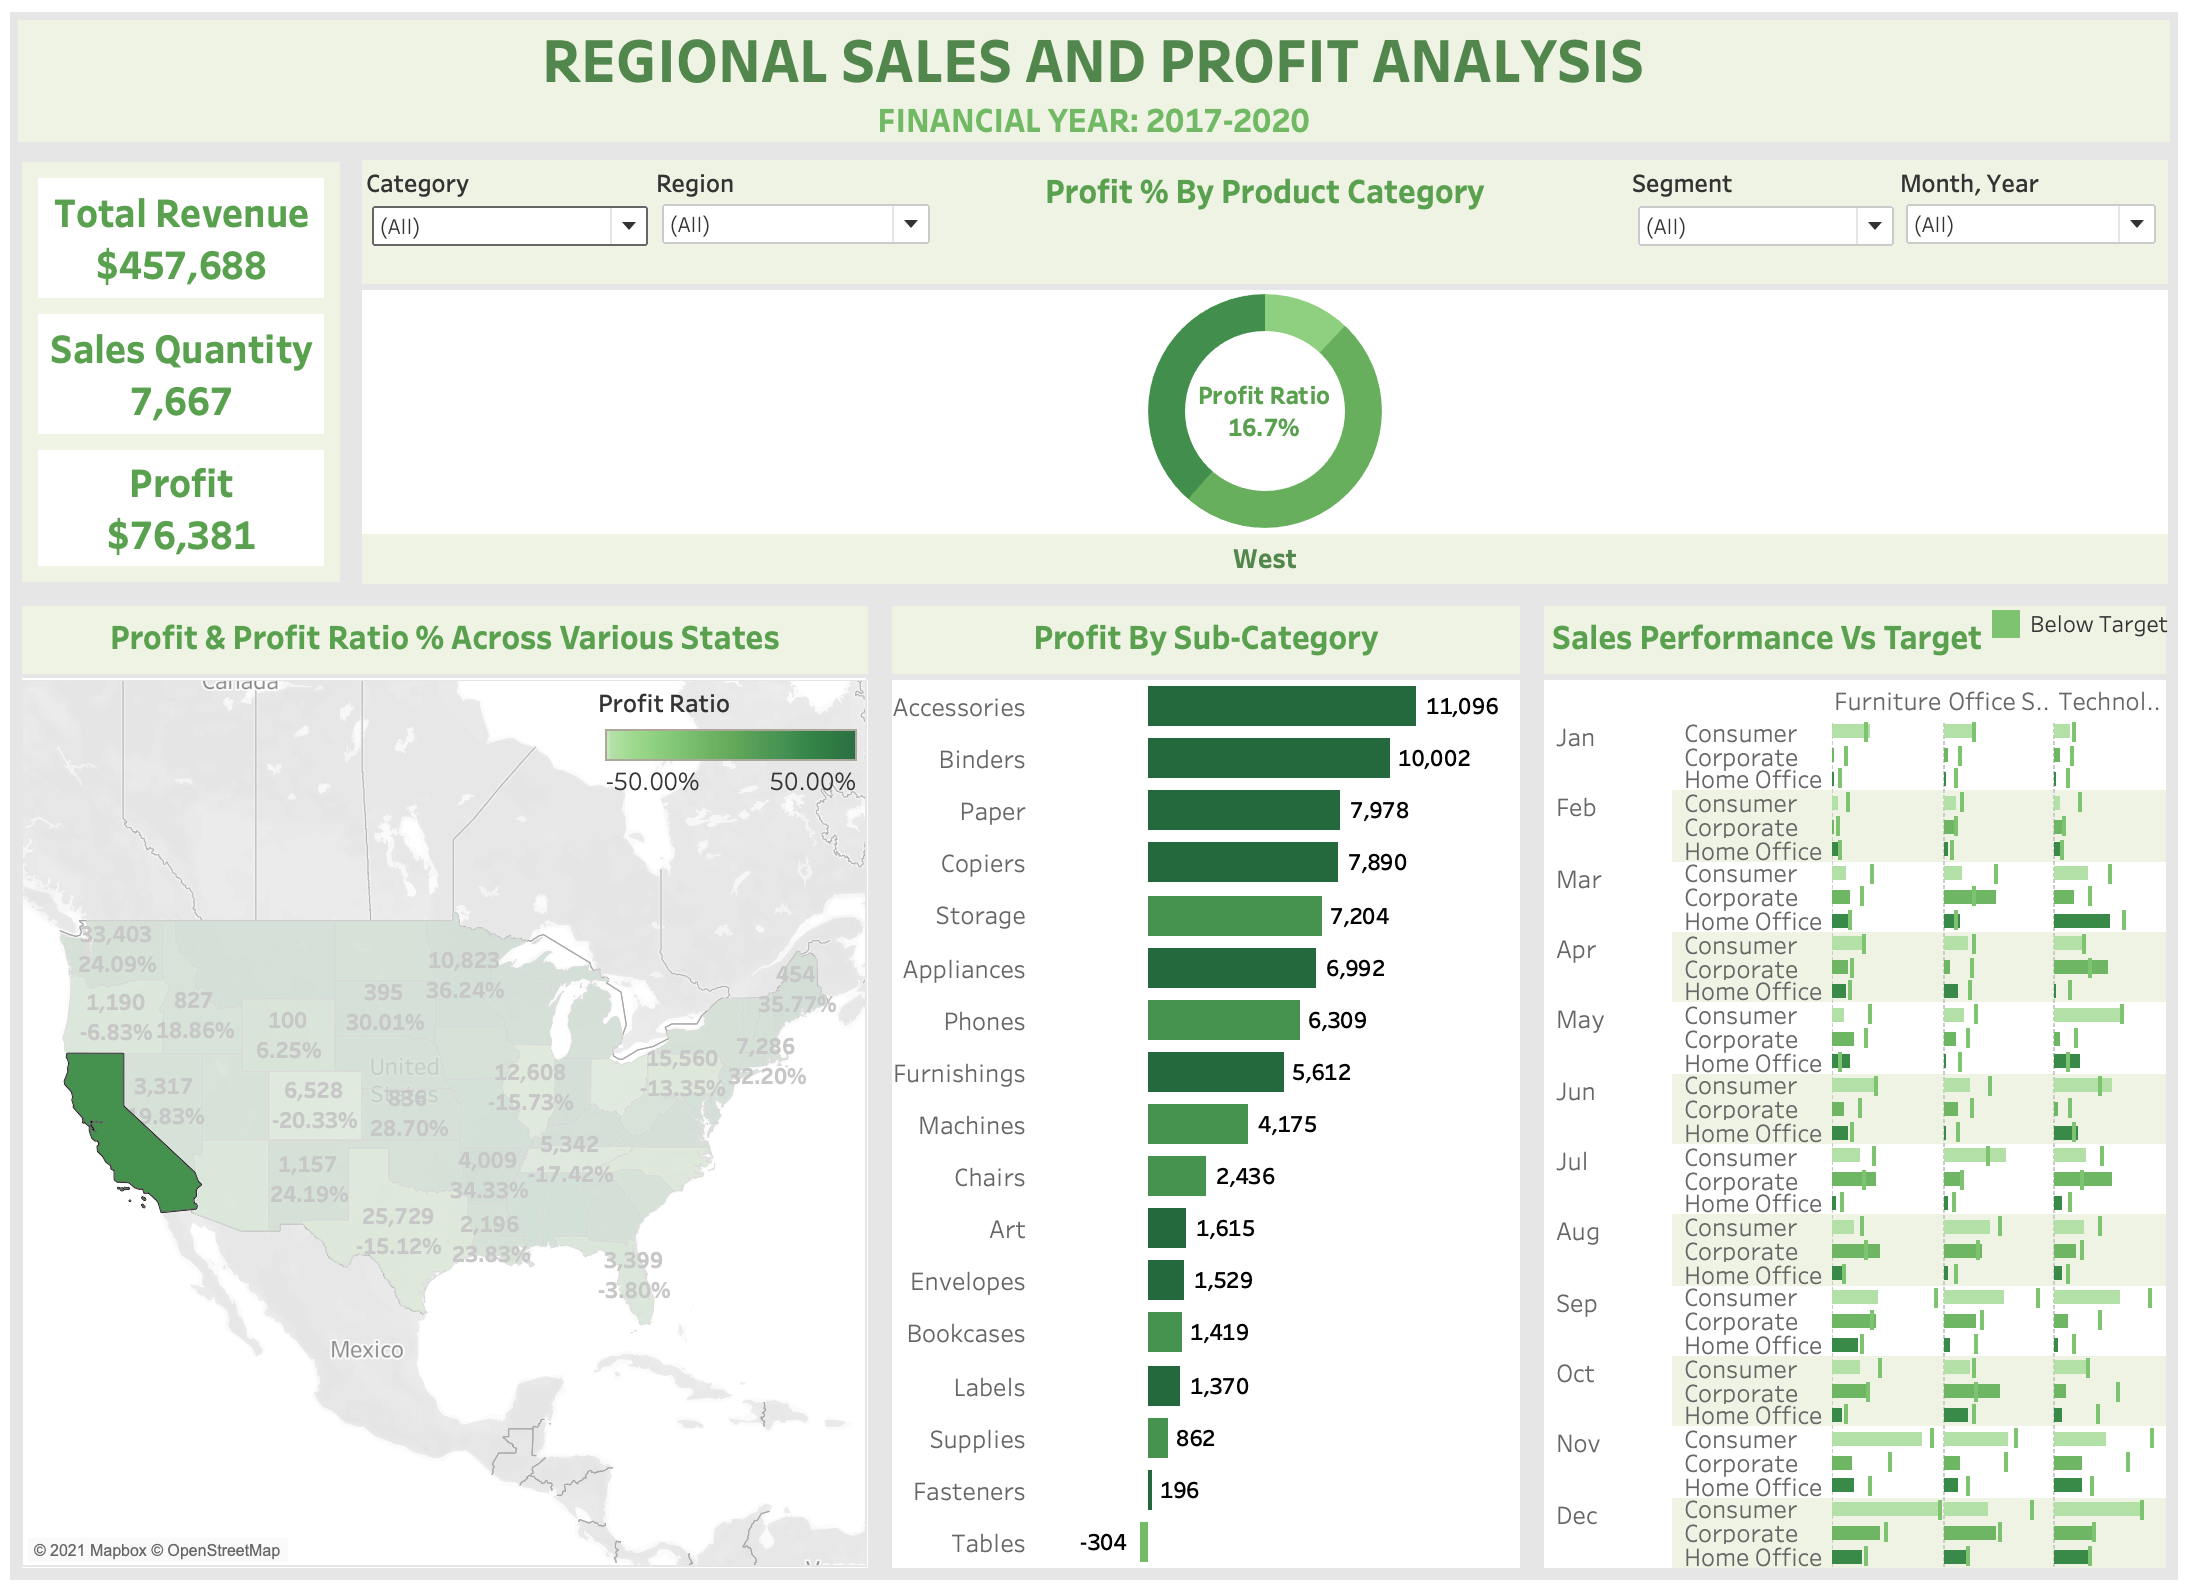 REGIONAL SALES AND PROFIT ANALYSIS
FINANCIAL YEAR: 2017-2020
Total Revenue
$457,688
Sales Quantity
7,667
Profit
$76,381
Category
(All)
Region
(All)
Profit % By Product Category
Segment
(All)
Month, Year
(All)
Profit Ratio
16.7%
West
Profit & Profit Ratio % Across Various States
Canada
Profit Ratio
-50.00% 50.00%
33,403
24.09%
1,190
-6.83%
827
18.86%
100
6.25%
395
30.01%
10,823
36.24%
454
35.77%
3,317
6,528
-20.33%
United
States
836
28.70%
12,608
-15.73%
15,560
-13.35%
7,286
32.20%
1,157
24.19%
4,009
34.33%
5,342
-17.42%
25,729
-15.12%
2,196
23.83%
3,399
-3.80%
Mexico
© 2021 Mapbox © OpenStreetMap
Profit By Sub-Category
Accessories 11,096
Binders 10,002
Paper 7,978
Copiers 7,890
Storage 7,204
Appliances 6,992
Phones 6,309
Furnishings 5,612
Machines 4,175
Chairs 2,436
Art 1,615
Envelopes 1,529
Bookcases 1,419
Labels 1,370
Supplies 862
Fasteners 196
Tables -304
Sales Performance Vs Target
Below Target
Furniture Office S.. Technol..
Jan
Consumer
Corporate
Home Office
Feb
Consumer
Corporate
Home Office
Mar
Consumer
Corporate
Home Office
Apr
Consumer
Corporate
Home Office
May
Consumer
Corporate
Home Office
Jun
Consumer
Corporate
Home Office
Jul
Consumer
Corporate
Home Office
Aug
Consumer
Corporate
Home Office
Sep
Consumer
Corporate
Home Office
Oct
Consumer
Corporate
Home Office
Nov
Consumer
Corporate
Home Office
Dec
Consumer
Corporate
Home Office